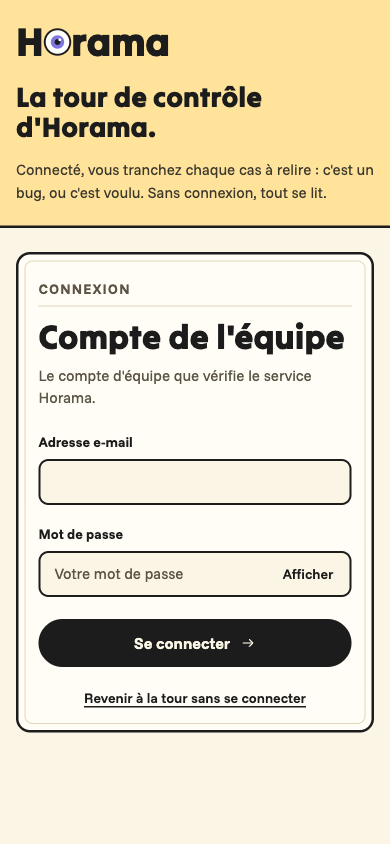 Horama
La tour de contrôle
d'Horama.
Connecté, vous tranchez chaque cas à relire : c'est un
bug, ou c'est voulu. Sans connexion, tout se lit.
CONNEXION
Compte de l'équipe
Le compte d'équipe que vérifie le service
Horama.
Adresse e-mail
Mot de passe
Votre mot de passe
Afficher
Se connecter →
Revenir à la tour sans se connecter